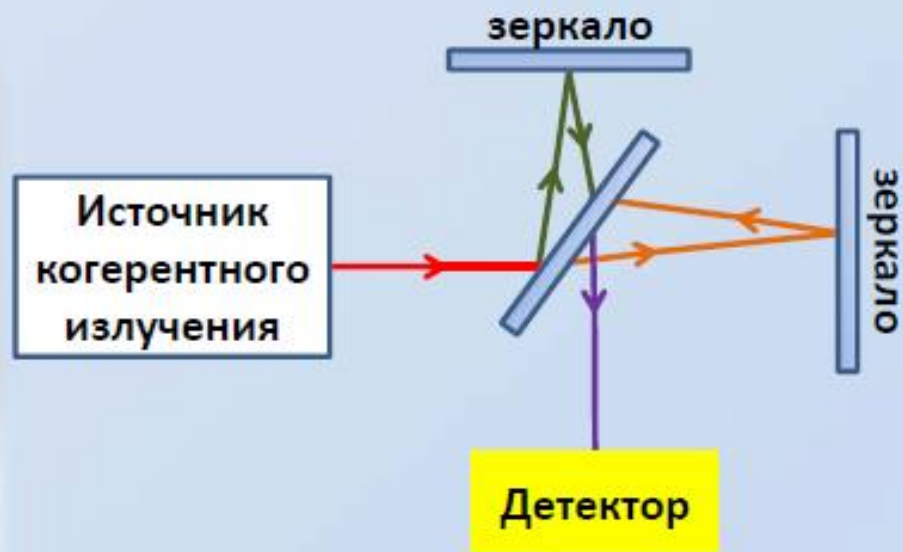 зеркало
Источник
когерентного
излучения
зеркало
Детектор